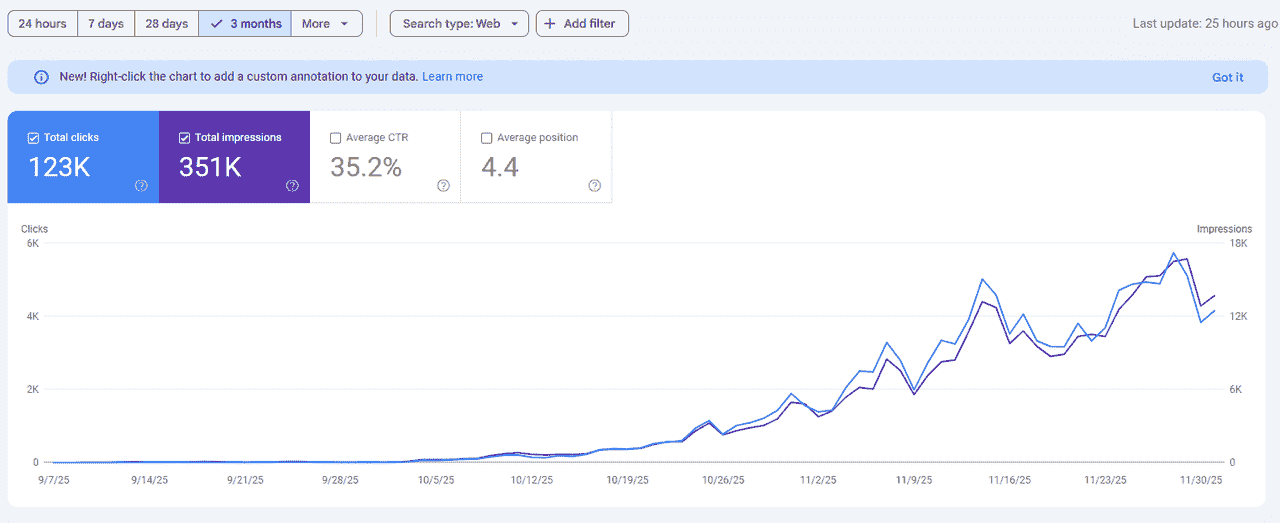 24 hours 7 days 28 days 3 months More Search type: Web Add filter Last update: 25 hours ago
New! Right-click the chart to add a custom annotation to your data. Learn more Got it
Total clicks Total impressions Average CTR Average position
123K 351K 35.2% 4.4
Clicks Impressions
6K 18K
4K 12K
2K 6K
0 0
9/7/25 9/14/25 9/21/25 9/28/25 10/5/25 10/12/25 10/19/25 10/26/25 11/2/25 11/9/25 11/16/25 11/23/25 11/30/25